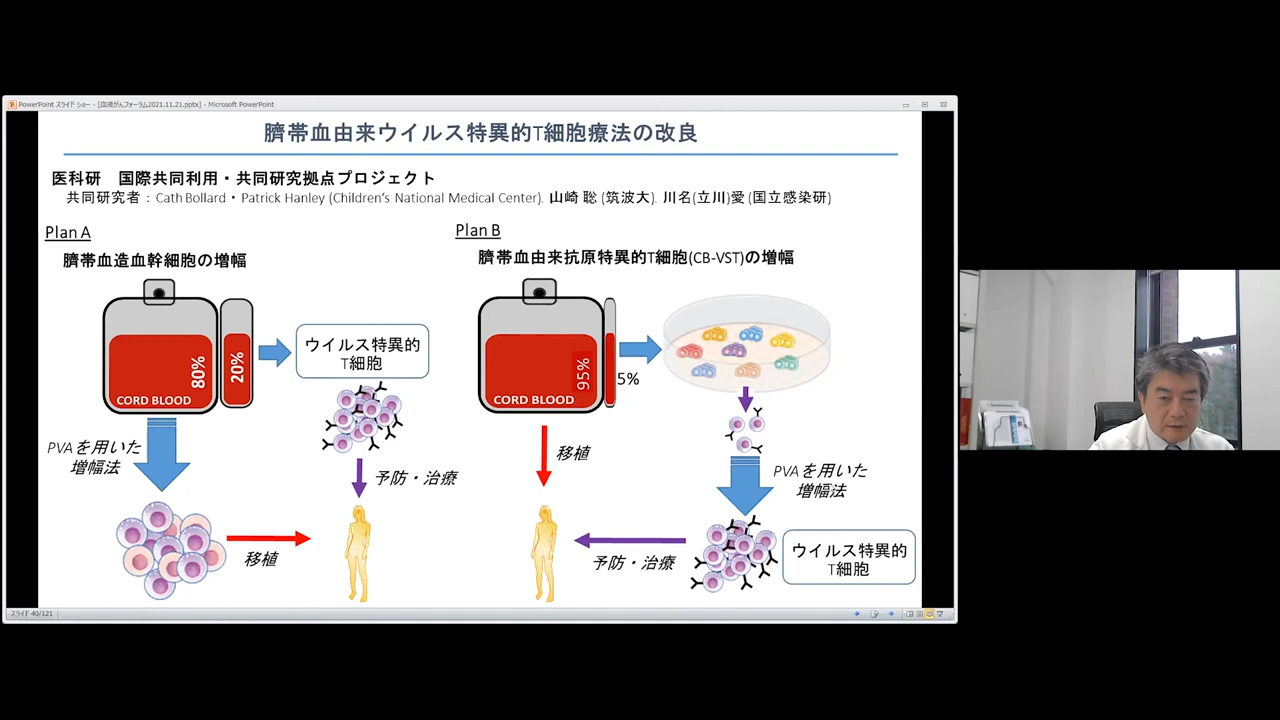 PowerPoint スライド ショー - [血液がんフォーラム2021.11.21.pptx] - Microsoft PowerPoint
臍帯血由来ウイルス特異的T細胞療法の改良
医科研　国際共同利用・共同研究拠点プロジェクト
共同研究者：Cath Bollard・Patrick Hanley (Children's National Medical Center). 山崎 聡 (筑波大). 川名(立川)愛 (国立感染研)
Plan A
臍帯血造血幹細胞の増幅
80%
20%
CORD BLOOD
ウイルス特異的
T細胞
PVAを用いた
増幅法
予防・治療
移植
Plan B
臍帯血由来抗原特異的T細胞(CB-VST)の増幅
95%
5%
CORD BLOOD
移植
PVAを用いた
増幅法
予防・治療
ウイルス特異的
T細胞
スライド 40/121